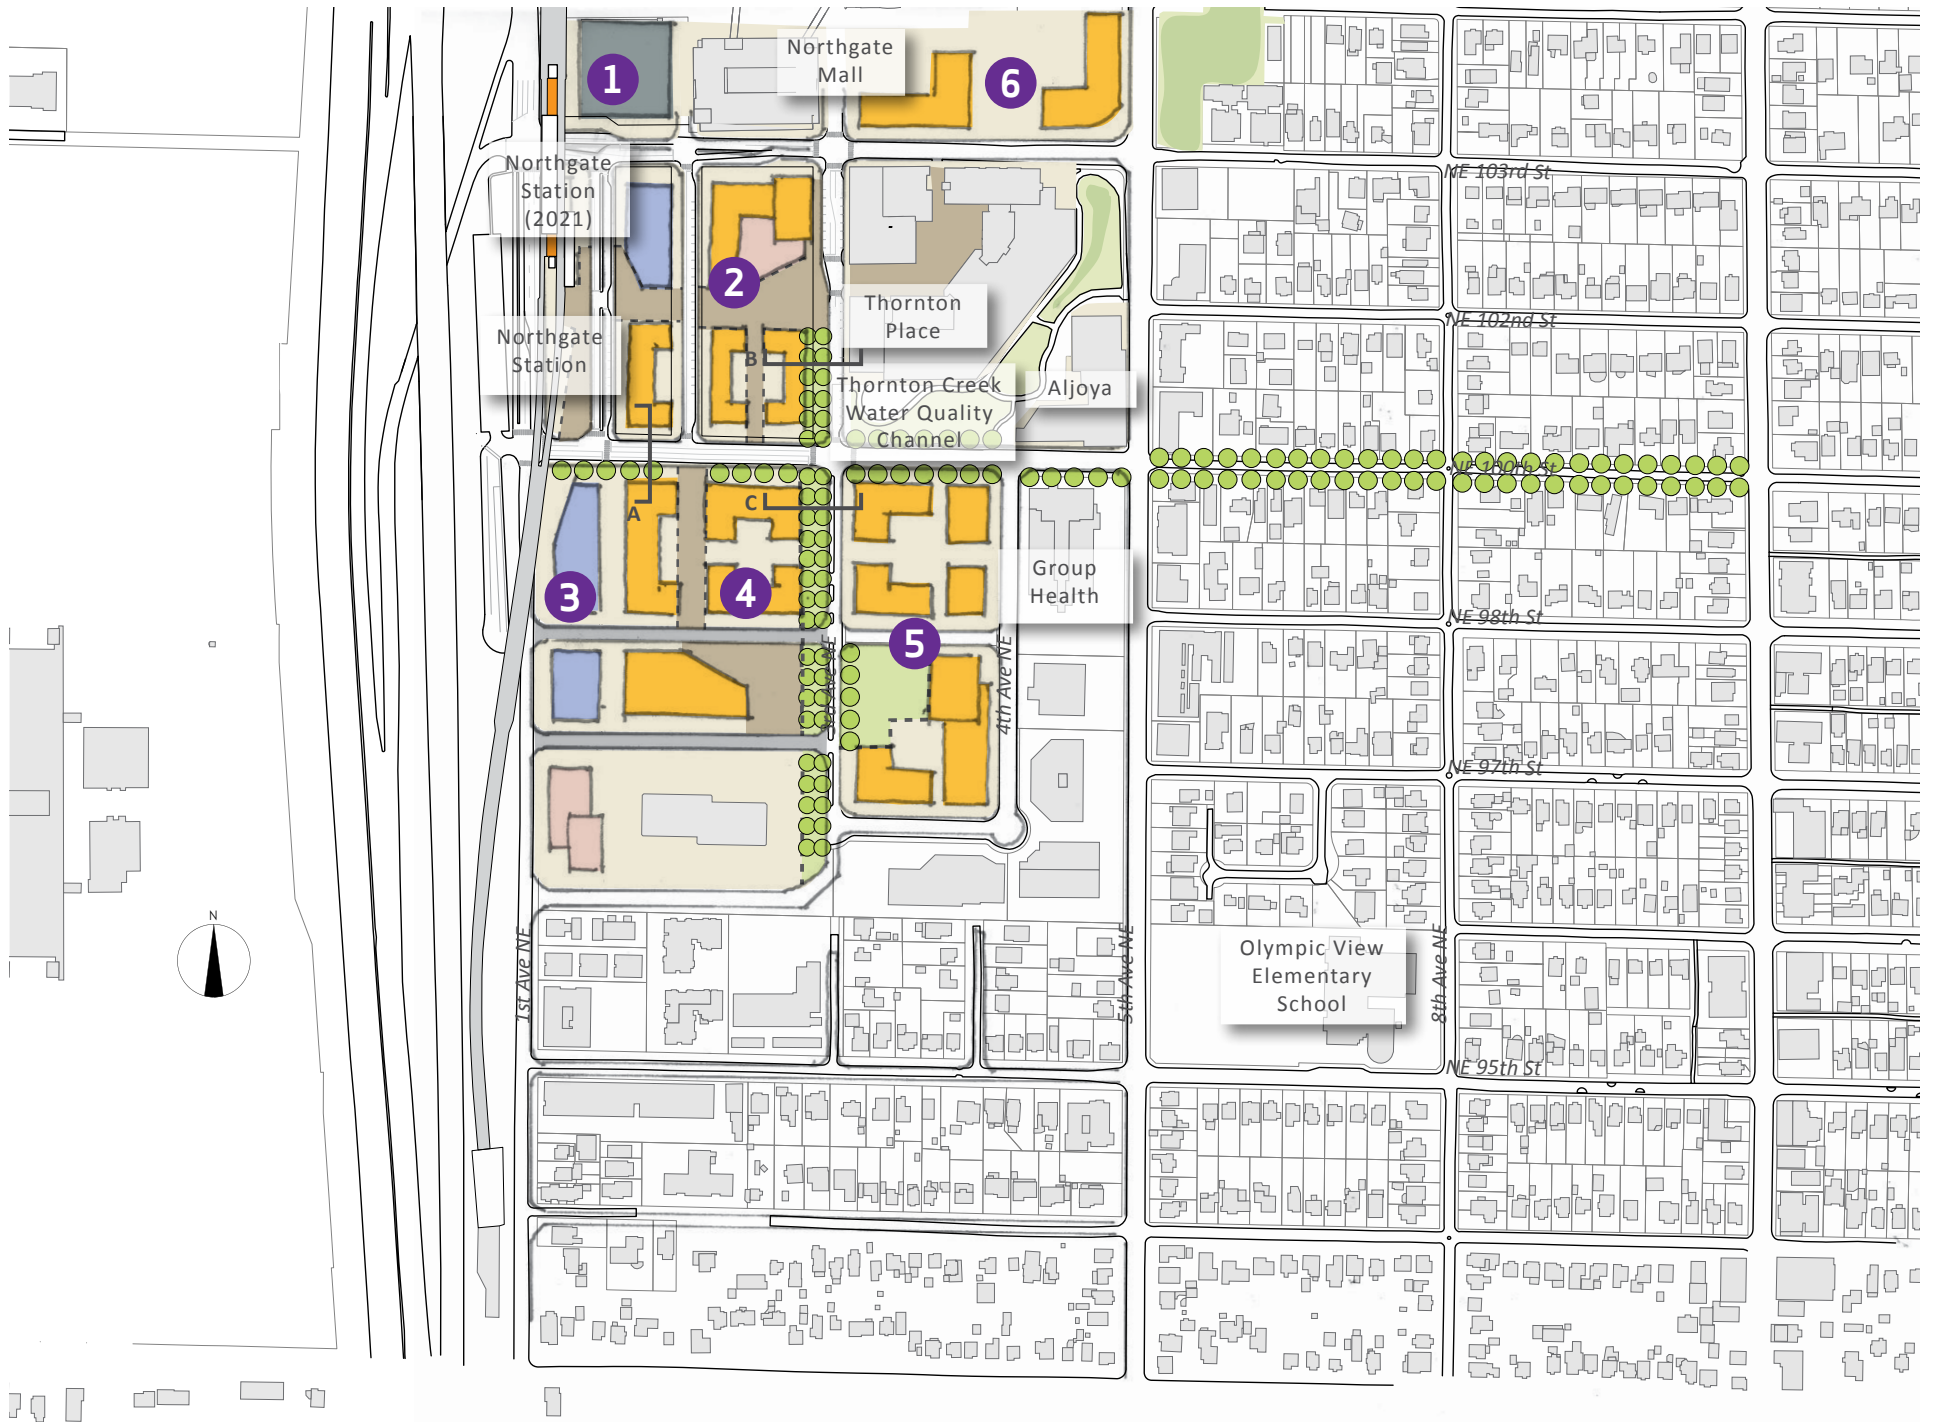 1
Northgate
Mall
6
Northgate
Station
(2021)
NE 103rd St
2
Thornton
Place
NE 102nd St
Northgate
Station
B
Thornton Creek
Water Quality
Channel
Aljoya
NE 100th St
A
C
3
4
Group
Health
NE 98th St
5
3rd Ave NE
4th Ave NE
NE 97th St
N
1st Ave NE
5th Ave NE
Olympic View
Elementary
School
8th Ave NE
NE 95th St